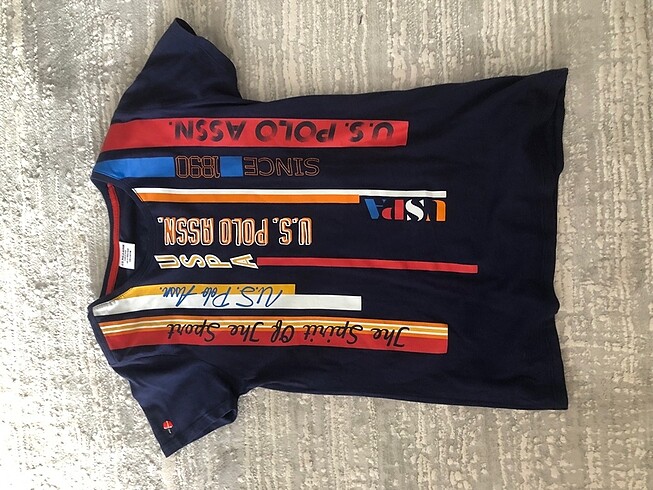 U.S. POLO ASSN.
SINCE 1890
USPA
U.S. POLO ASSN.
USPA
U.S. Polo Assn.
The Spirit Of The Sport